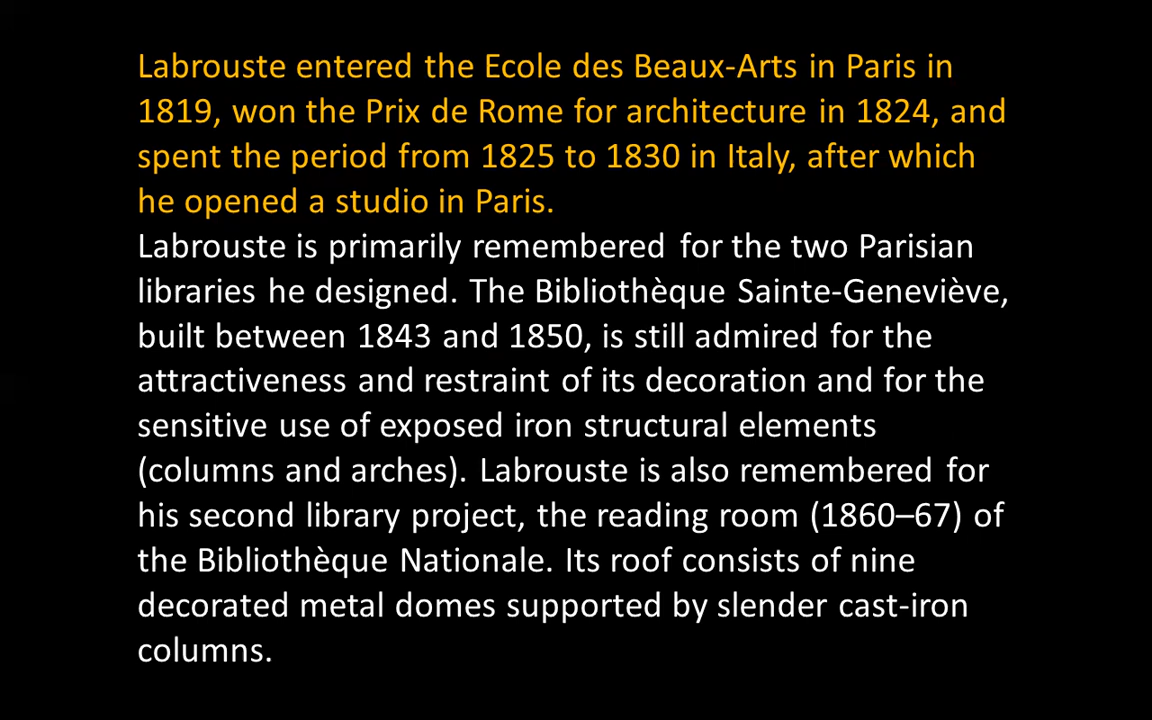 Labrouste entered the Ecole des Beaux-Arts in Paris in
1819, won the Prix de Rome for architecture in 1824, and
spent the period from 1825 to 1830 in Italy, after which
he opened a studio in Paris.
Labrouste is primarily remembered for the two Parisian
libraries he designed. The Bibliothèque Sainte-Geneviève,
built between 1843 and 1850, is still admired for the
attractiveness and restraint of its decoration and for the
sensitive use of exposed iron structural elements
(columns and arches). Labrouste is also remembered for
his second library project, the reading room (1860–67) of
the Bibliothèque Nationale. Its roof consists of nine
decorated metal domes supported by slender cast-iron
columns.